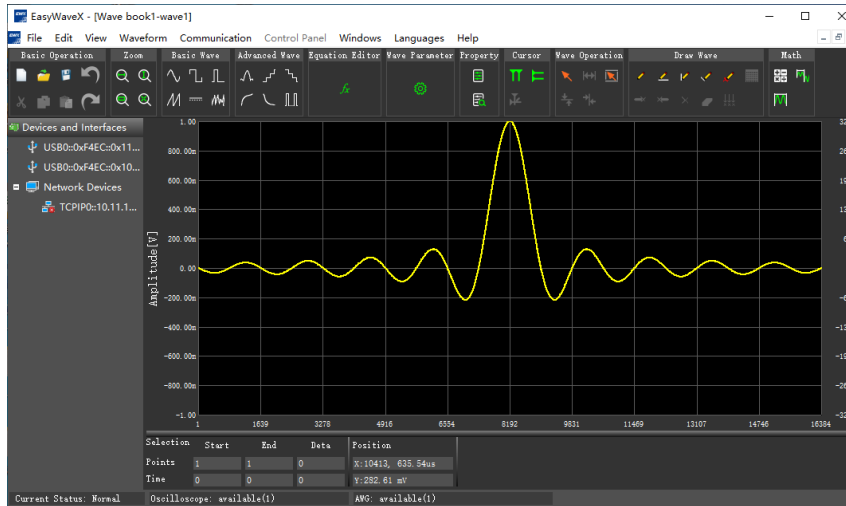 EasyWaveX - [Wave book1-wave1]
File Edit View Waveform Communication Control Panel Windows Languages Help
Basic Operation Zoom Basic Wave Advanced Wave Equation Editor Wave Parameter Property Cursor Wave Operation Draw Wave Math
Devices and Interfaces
USB0::0xF4EC::0x11...
USB0::0xF4EC::0x10...
Network Devices
TCPIP0::10.11.1...
Amplitude[V]
1.00
800.00m
600.00m
400.00m
200.00m
0.00
-200.00m
-400.00m
-600.00m
-800.00m
-1.00
1 1639 3278 4916 6554 8192 9831 11469 13107 14746 16384
Selection Start End Deta Position
Points 1 1 0 X:10413, 635.54us
Time 0 0 0 Y:282.61 mV
Current Status: Normal Oscilloscope: available(1) AWG: available(1)